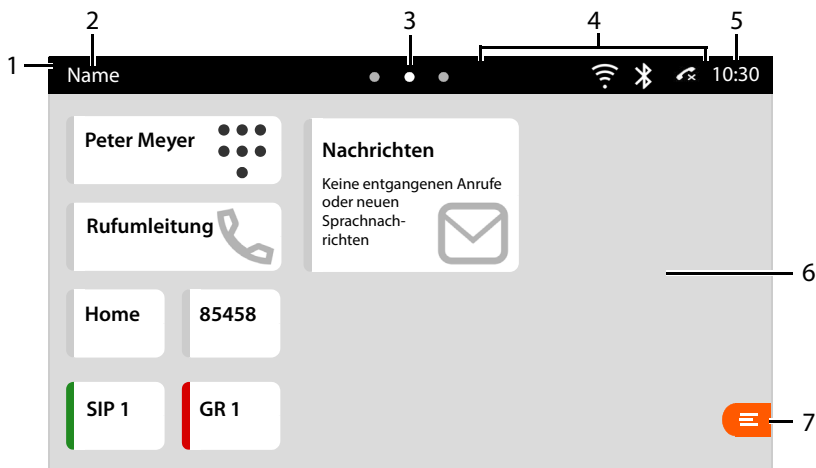 2
3
4
5
1
Name
10:30
Peter Meyer
Nachrichten
Keine entgangenen Anrufe
oder neuen
Sprachnach-
richten
Rufumleitung
6
Home
85458
SIP 1
GR 1
7